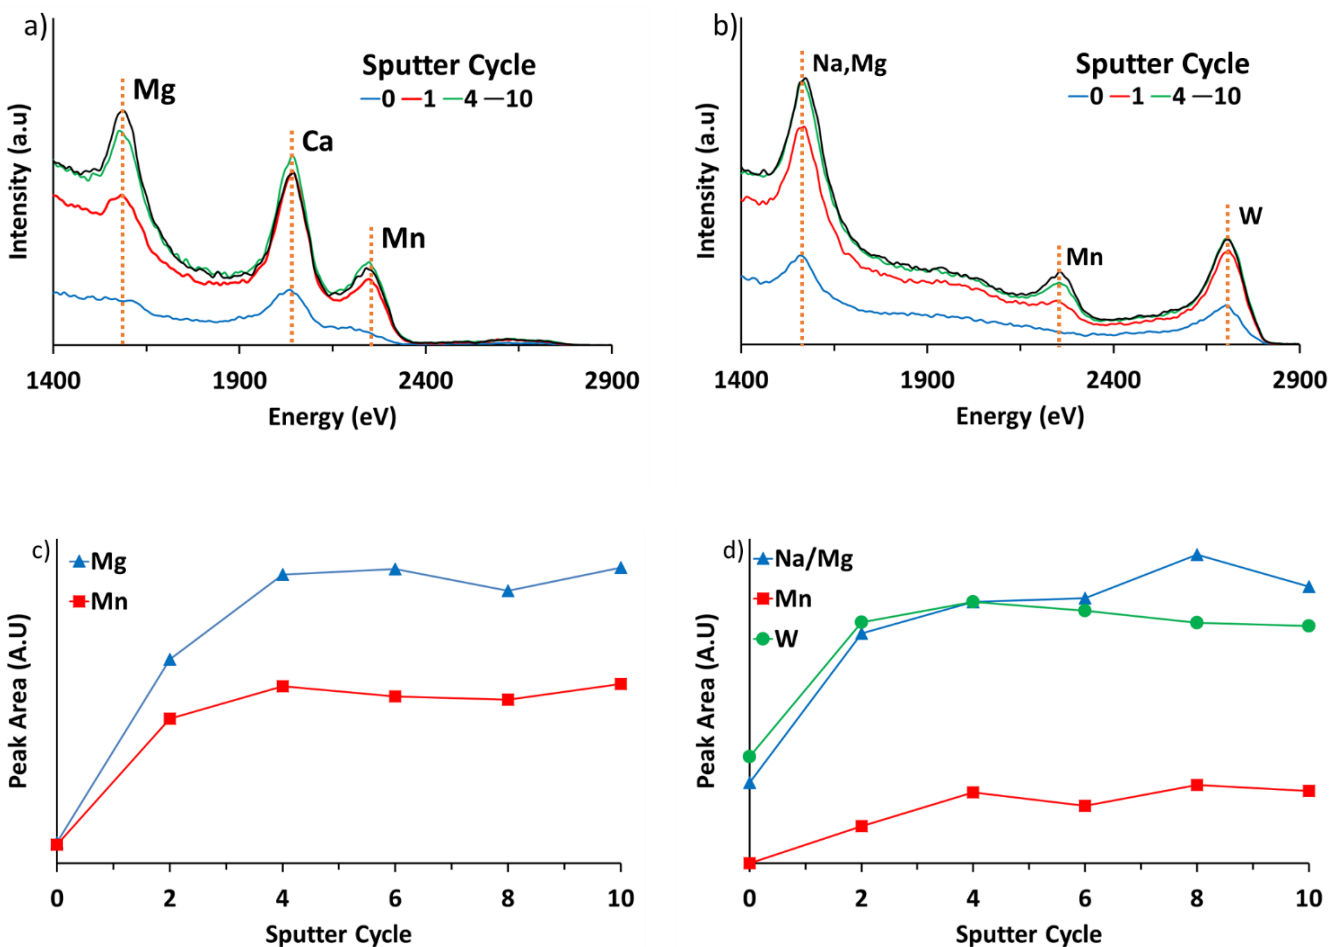 a)
Sputter Cycle
0 1 4 10
Mg
Ca
Mn
Intensity (a.u)
1400 1900 2400 2900
Energy (eV)
b)
Sputter Cycle
0 1 4 10
Na,Mg
Mn
W
Intensity (a.u)
1400 1900 2400 2900
Energy (eV)
c)
Mg
Mn
Peak Area (A.U)
0 2 4 6 8 10
Sputter Cycle
d)
Na/Mg
Mn
W
Peak Area (A.U)
0 2 4 6 8 10
Sputter Cycle